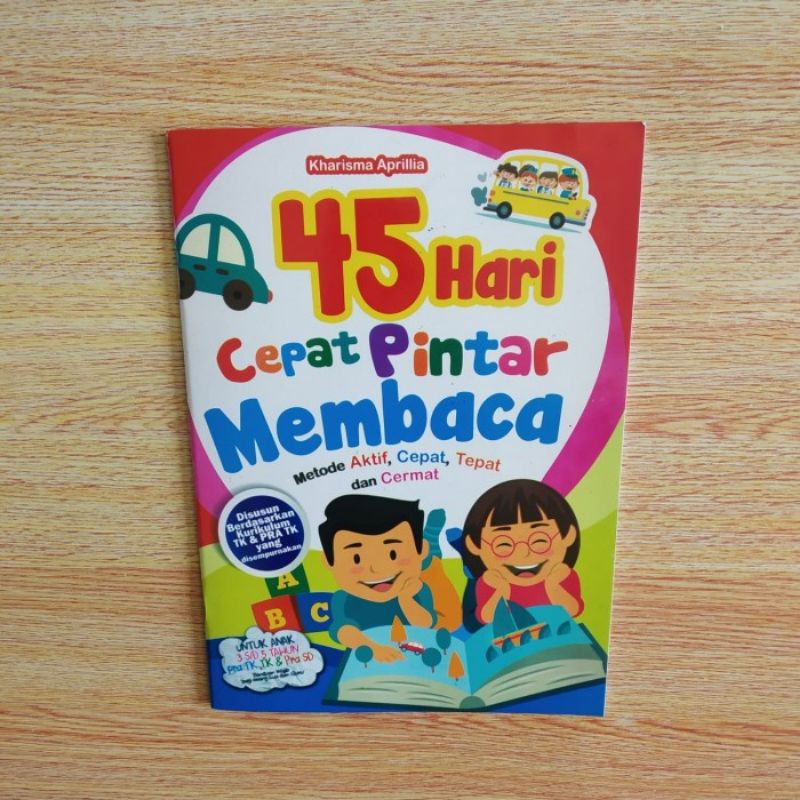 Kharisma Aprillia
45 Hari
Cepat Pintar
Membaca
Metode Aktif, Cepat, Tepat
dan Cermat
Disusun
Berdasarkan
Kurikulum
TK & PRA TK
yang
disempurnakan
A
B C
UNTUK ANAK
3 S/D 5 TAHUN
Pra TK, TK & Pra SD